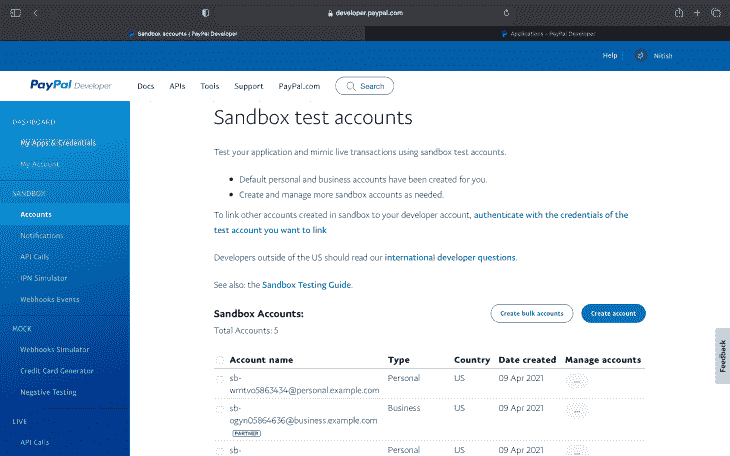 developer.paypal.com
Sandbox accounts | PayPal Developer
Applications - PayPal Developer
Help
Nitish
PayPal Developer
Docs APIs Tools Support PayPal.com Search
DASHBOARD
My Apps & Credentials
My Account
SANDBOX
Accounts
Notifications
API Calls
IPN Simulator
Webhooks Events
MOCK
Webhooks Simulator
Credit Card Generator
Negative Testing
LIVE
API Calls
Sandbox test accounts
Test your application and mimic live transactions using sandbox test accounts.
Default personal and business accounts have been created for you.
Create and manage more sandbox accounts as needed.
To link other accounts created in sandbox to your developer account, authenticate with the credentials of the
test account you want to link
Developers outside of the US should read our international developer questions.
See also: the Sandbox Testing Guide.
Sandbox Accounts:
Create bulk accounts
Create account
Total Accounts: 5
Account name Type Country Date created Manage accounts
sb- Personal US 09 Apr 2021 ...
wmtvo5863434@personal.example.com
sb- Business US 09 Apr 2021 ...
ogyn05864636@business.example.com
PARTNER
sb- Personal US 09 Apr 2021 ...
Feedback